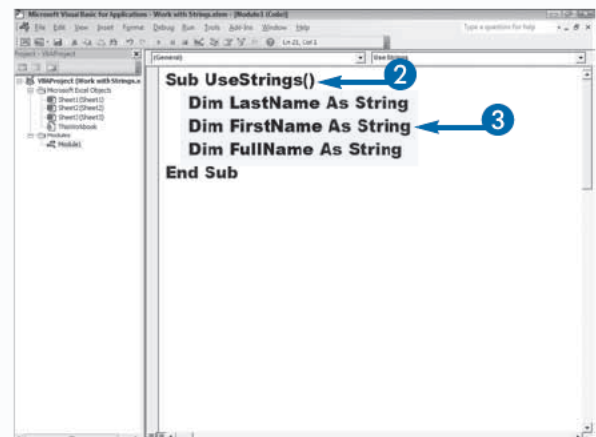 Microsoft Visual Basic for Applications - Work with Strings.xlsm - [Module1 (Code)]
File Edit View Insert Format Debug Run Tools Add-Ins Window Help
Type a question for help
Ln 21, Col 1
Project - VBAProject
(General)
UseStrings
VBAProject (Work with Strings.x
Microsoft Excel Objects
Sheet1 (Sheet1)
Sheet2 (Sheet2)
Sheet3 (Sheet3)
ThisWorkbook
Modules
Module1
Sub UseStrings()
2
Dim LastName As String
Dim FirstName As String
3
Dim FullName As String
End Sub